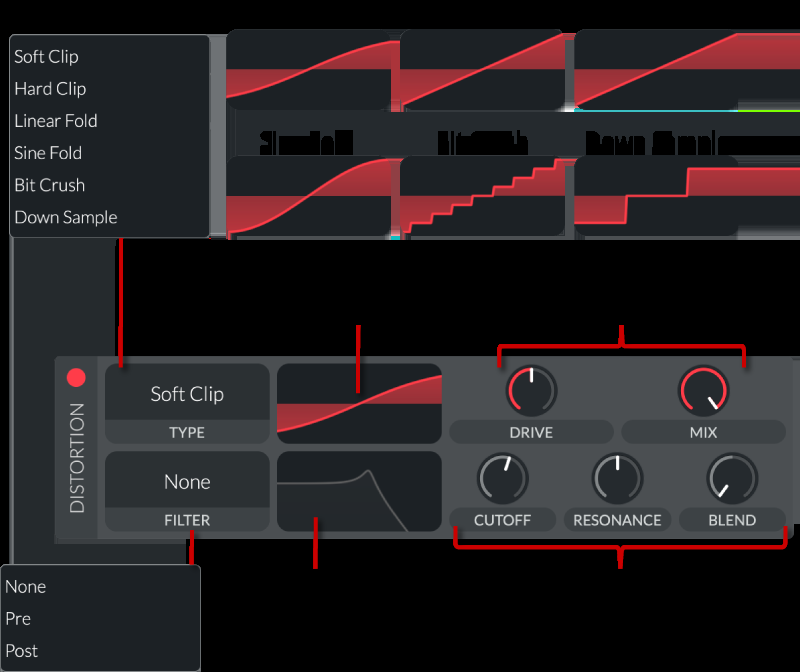 Soft Clip
Hard Clip
Linear Fold
Sine Fold
Bit Crush
Down Sample
Sine Fold
Bit Crush
Down Sample
DISTORTION
Soft Clip
TYPE
None
FILTER
DRIVE
MIX
CUTOFF
RESONANCE
BLEND
None
Pre
Post